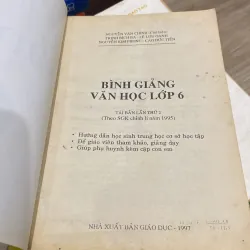 BÌNH GIẢNG
VĂN HỌC LỚP 6
TÁI BẢN LẦN THỨ 2
(Theo SGK chỉnh lí năm 1995)
- Hướng dẫn học sinh trung học cơ sở học tập
- Để giáo viên tham khảo, giảng dạy
- Giúp phụ huynh kèm cặp con em
NHÀ XUẤT BẢN GIÁO DỤC - 1997